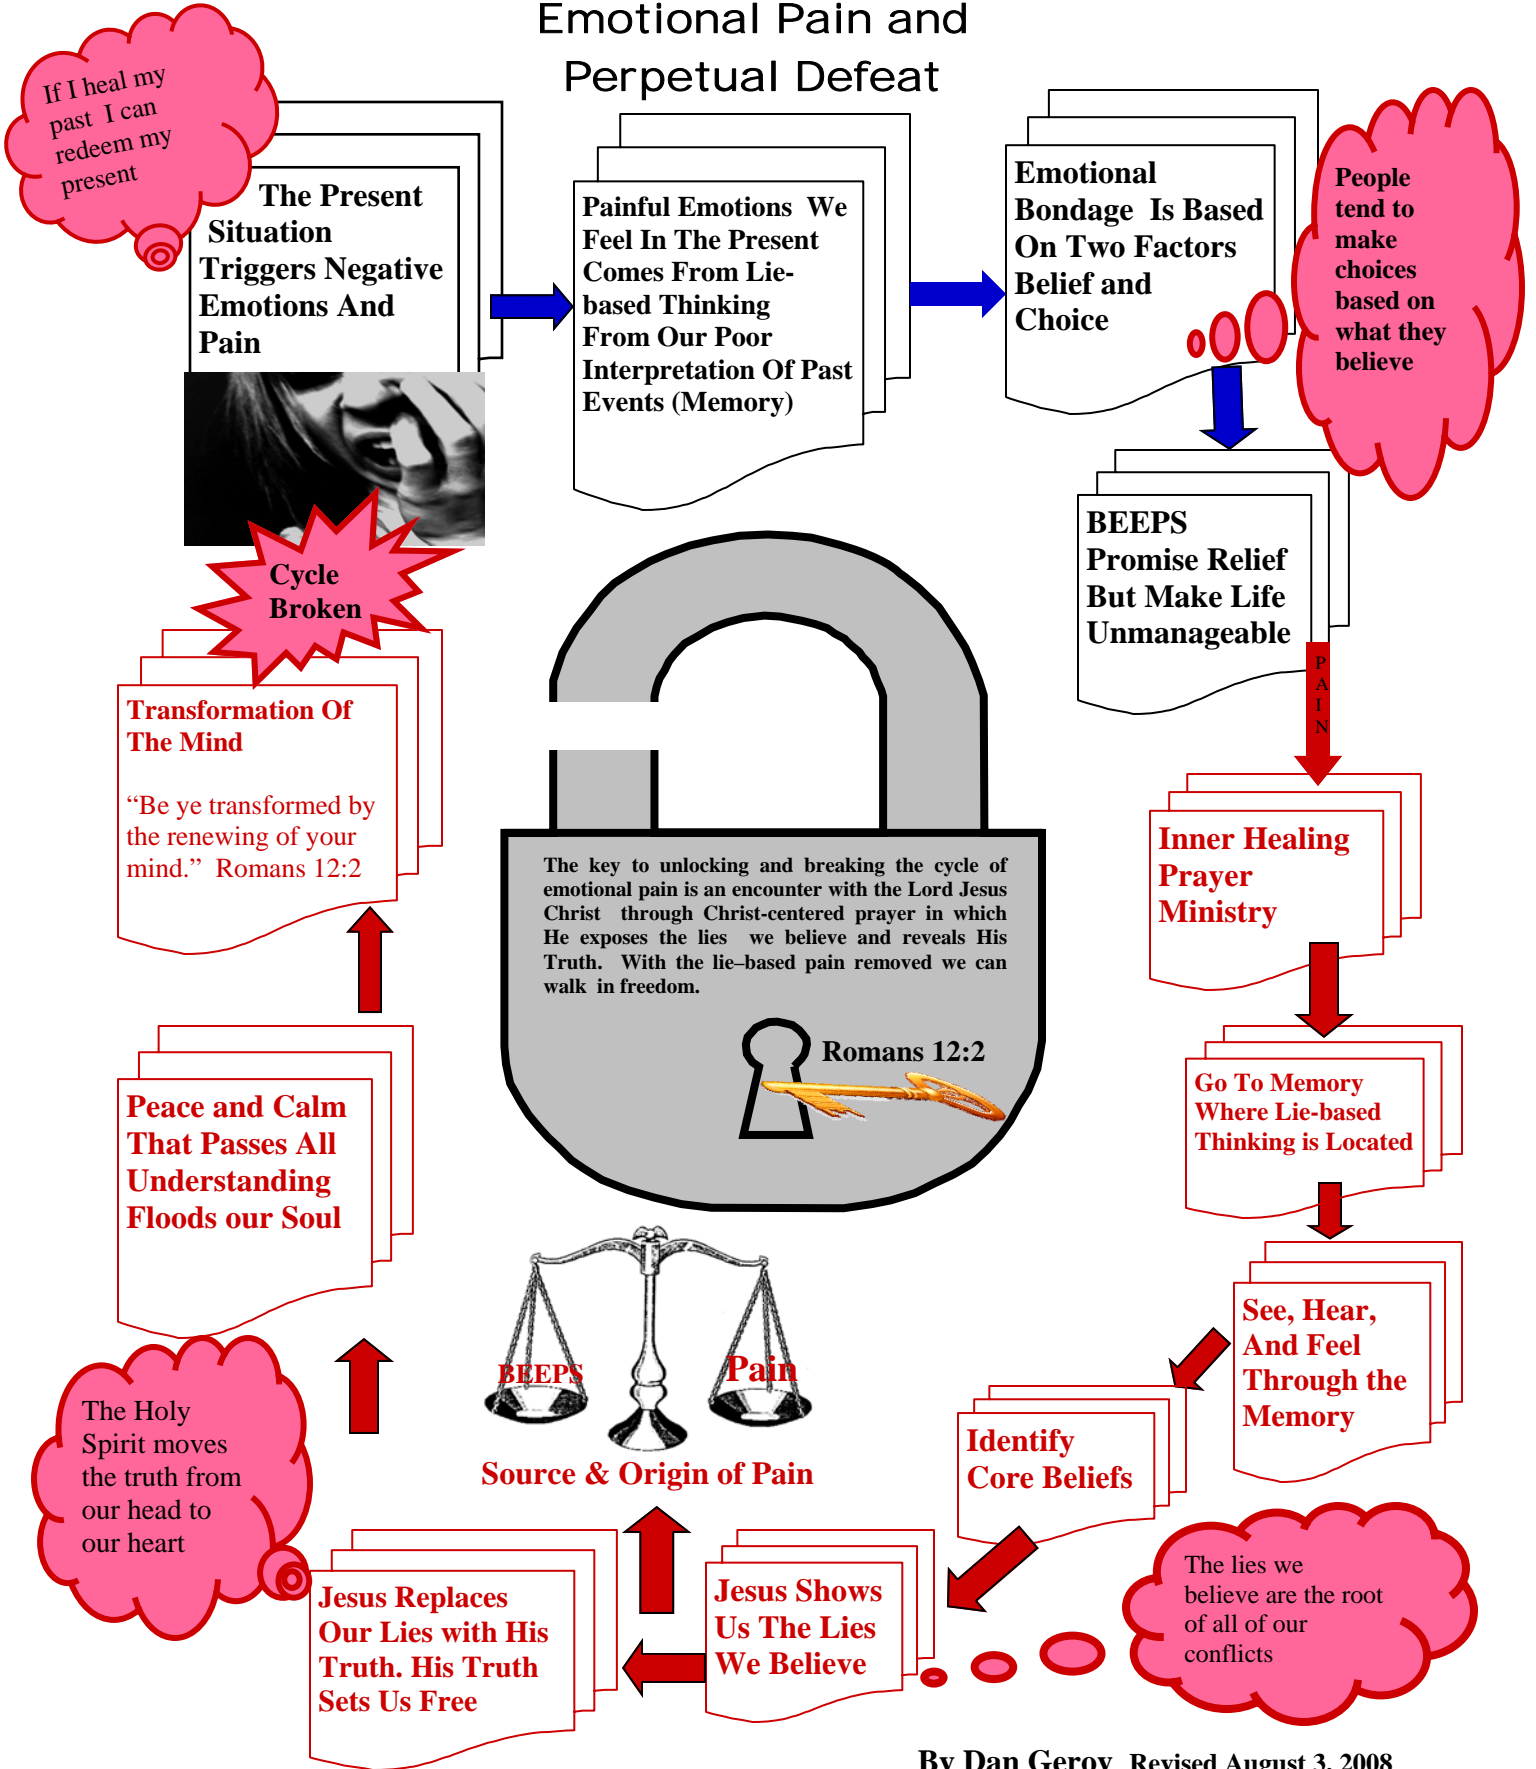 Emotional Pain and
Perpetual Defeat
If I heal my
past I can
redeem my
present
The Present
Situation
Triggers Negative
Emotions And
Pain
Painful Emotions We
Feel In The Present
Comes From Lie-
based Thinking
From Our Poor
Interpretation Of Past
Events (Memory)
Emotional
Bondage Is Based
On Two Factors
Belief and
Choice
People
tend to
make
choices
based on
what they
believe
BEEPS
Promise Relief
But Make Life
Unmanageable
P
A
I
N
Inner Healing
Prayer
Ministry
Go To Memory
Where Lie-based
Thinking is Located
See, Hear,
And Feel
Through the
Memory
Identify
Core Beliefs
The lies we
believe are the root
of all of our
conflicts
Jesus Shows
Us The Lies
We Believe
Jesus Replaces
Our Lies with His
Truth. His Truth
Sets Us Free
The Holy
Spirit moves
the truth from
our head to
our heart
Peace and Calm
That Passes All
Understanding
Floods our Soul
Transformation Of
The Mind
“Be ye transformed by
the renewing of your
mind.” Romans 12:2
Cycle
Broken
The key to unlocking and breaking the cycle of
emotional pain is an encounter with the Lord Jesus
Christ through Christ-centered prayer in which
He exposes the lies we believe and reveals His
Truth. With the lie–based pain removed we can
walk in freedom.
Romans 12:2
BEEPS
Pain
Source & Origin of Pain
By Dan Geroy Revised August 3, 2008